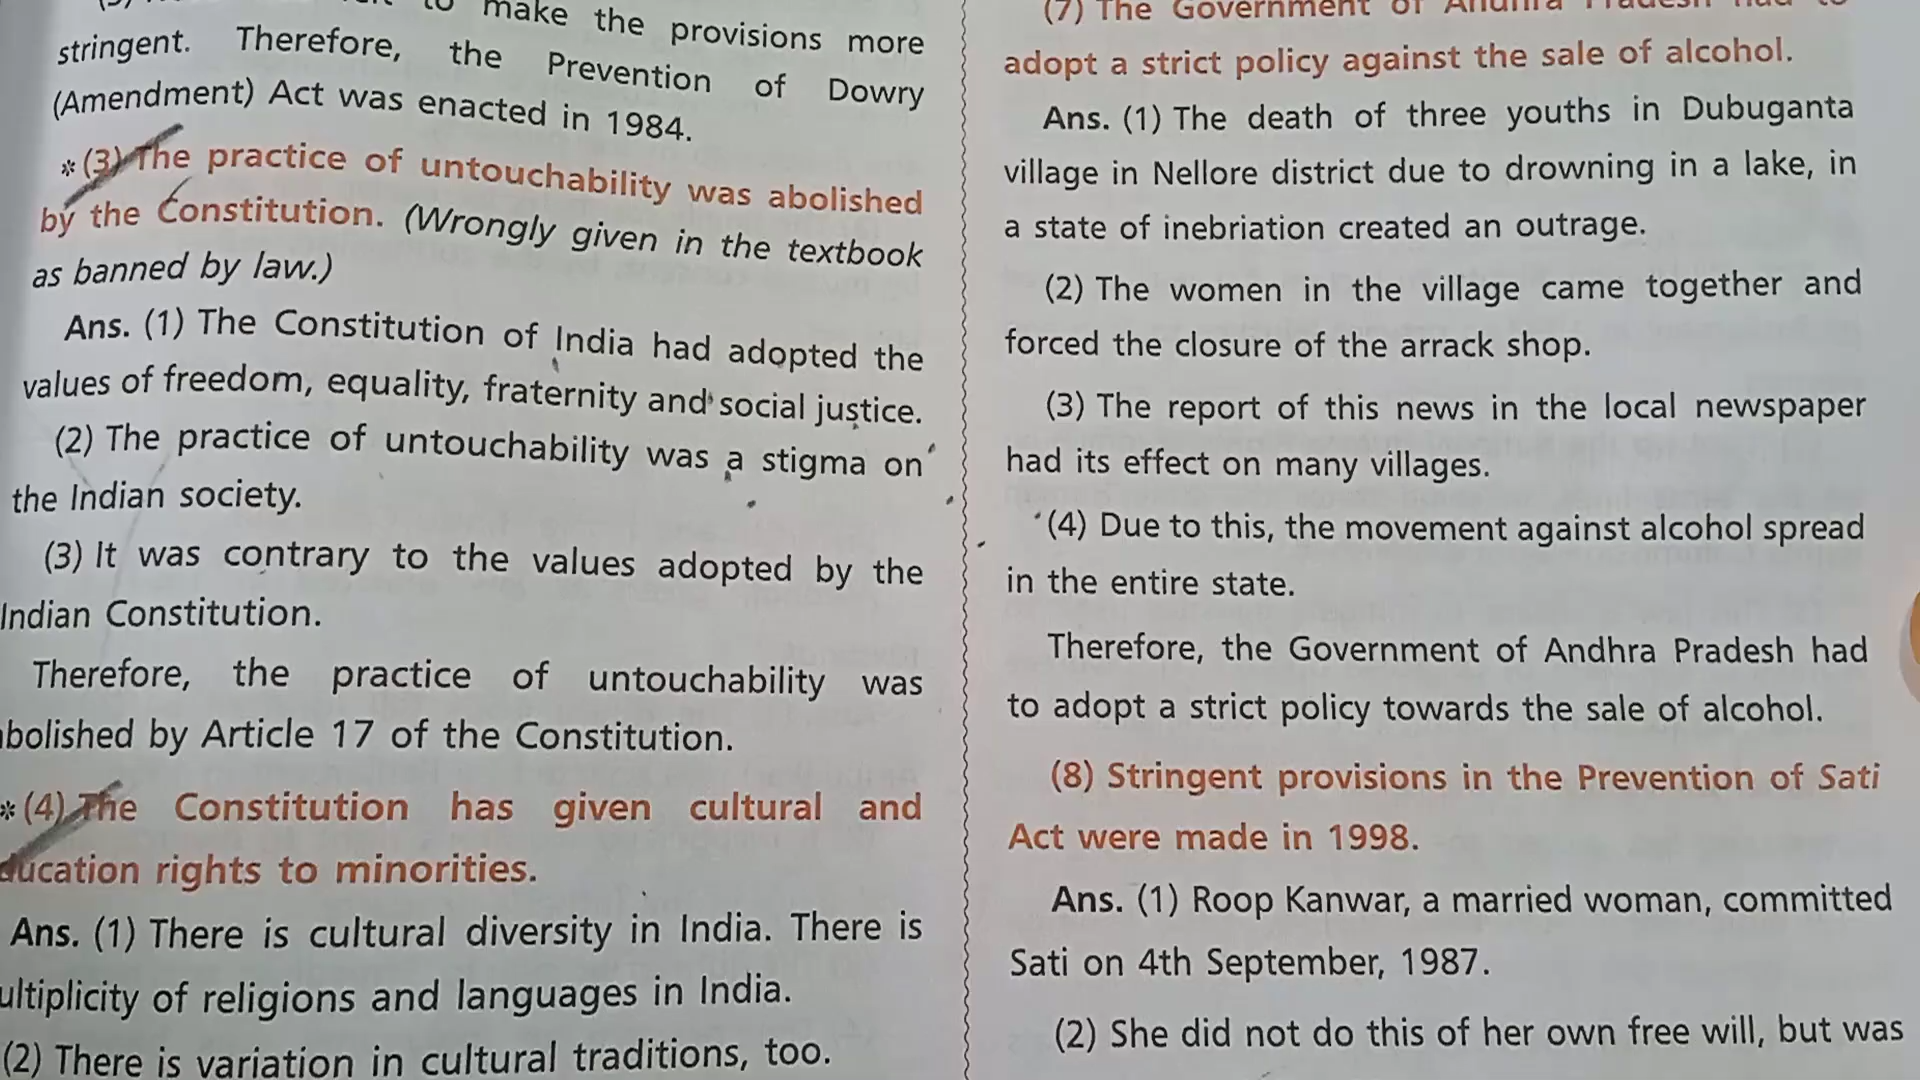 to make the provisions more
stringent. Therefore, the Prevention of Dowry
(Amendment) Act was enacted in 1984.
*(3) The practice of untouchability was abolished
by the Constitution. (Wrongly given in the textbook
as banned by law.)
Ans. (1) The Constitution of India had adopted the
values of freedom, equality, fraternity and social justice.
(2) The practice of untouchability was a stigma on
the Indian society.
(3) It was contrary to the values adopted by the
Indian Constitution.
Therefore, the practice of untouchability was
bolished by Article 17 of the Constitution.
*(4) The Constitution has given cultural and
ducation rights to minorities.
Ans. (1) There is cultural diversity in India. There is
ultiplicity of religions and languages in India.
(2) There is variation in cultural traditions, too.
(7) The Government of Andhra Pradesh had to
adopt a strict policy against the sale of alcohol.
Ans. (1) The death of three youths in Dubuganta
village in Nellore district due to drowning in a lake, in
a state of inebriation created an outrage.
(2) The women in the village came together and
forced the closure of the arrack shop.
(3) The report of this news in the local newspaper
had its effect on many villages.
(4) Due to this, the movement against alcohol spread
in the entire state.
Therefore, the Government of Andhra Pradesh had
to adopt a strict policy towards the sale of alcohol.
(8) Stringent provisions in the Prevention of Sati
Act were made in 1998.
Ans. (1) Roop Kanwar, a married woman, committed
Sati on 4th September, 1987.
(2) She did not do this of her own free will, but was